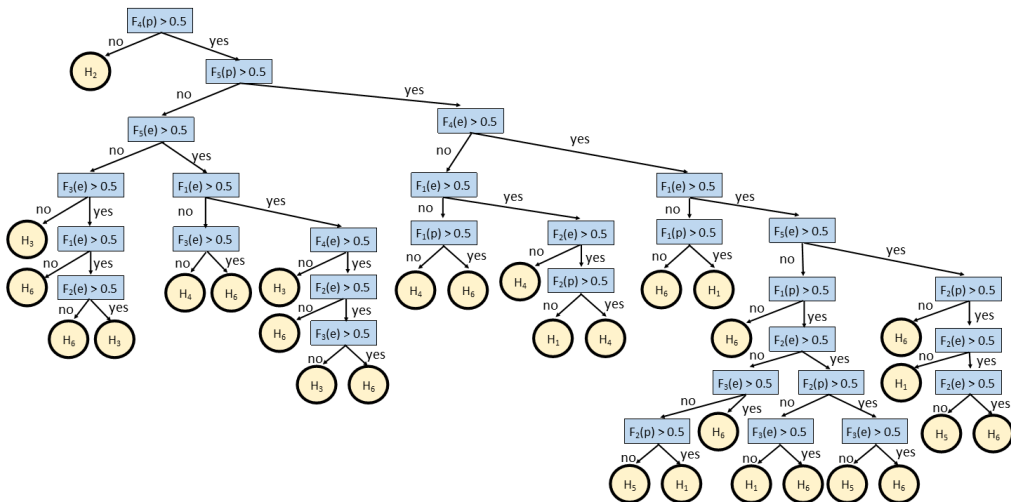 F₄(p) > 0.5
no yes
H₂
F₅(p) > 0.5
no yes
F₅(e) > 0.5 F₄(e) > 0.5
no yes no yes
F₃(e) > 0.5 F₁(e) > 0.5 F₁(e) > 0.5 F₁(e) > 0.5
no yes no yes no yes no yes
H₃ F₁(e) > 0.5 F₃(e) > 0.5 F₄(e) > 0.5 F₁(p) > 0.5 F₂(e) > 0.5 F₁(p) > 0.5 F₅(e) > 0.5
no yes no yes no yes no yes no yes no yes no yes
H₆ F₂(e) > 0.5 H₄ H₆ H₃ F₂(e) > 0.5 H₄ H₆ H₄ F₂(p) > 0.5 H₆ H₁ F₁(p) > 0.5 F₂(p) > 0.5
no yes no yes no yes no yes no yes
H₆ H₃ H₆ F₃(e) > 0.5 H₁ H₄ H₆ F₂(e) > 0.5 H₆ F₂(e) > 0.5
no yes no yes no yes
H₃ H₆ F₃(e) > 0.5 F₂(p) > 0.5 H₁ F₂(e) > 0.5
no yes no yes no yes
F₂(p) > 0.5 H₆ F₃(e) > 0.5 F₃(e) > 0.5 H₅ H₆
no yes no yes no yes
H₅ H₁ H₁ H₆ H₅ H₆